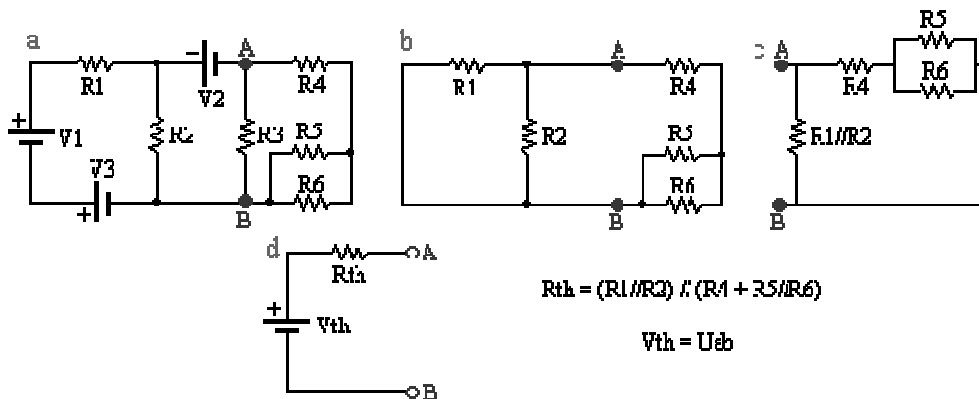 a
A
R1
V2
R4
+
V1
R2
R3
R5
V3
+
R6
B
b
A
R1
R4
R2
R5
R6
B
c
A
R5
R4
R6
R1//R2
B
d
Rth
A
+
Vth
B
Rth = (R1//R2) // (R4 + R5//R6)
Vth = Uab